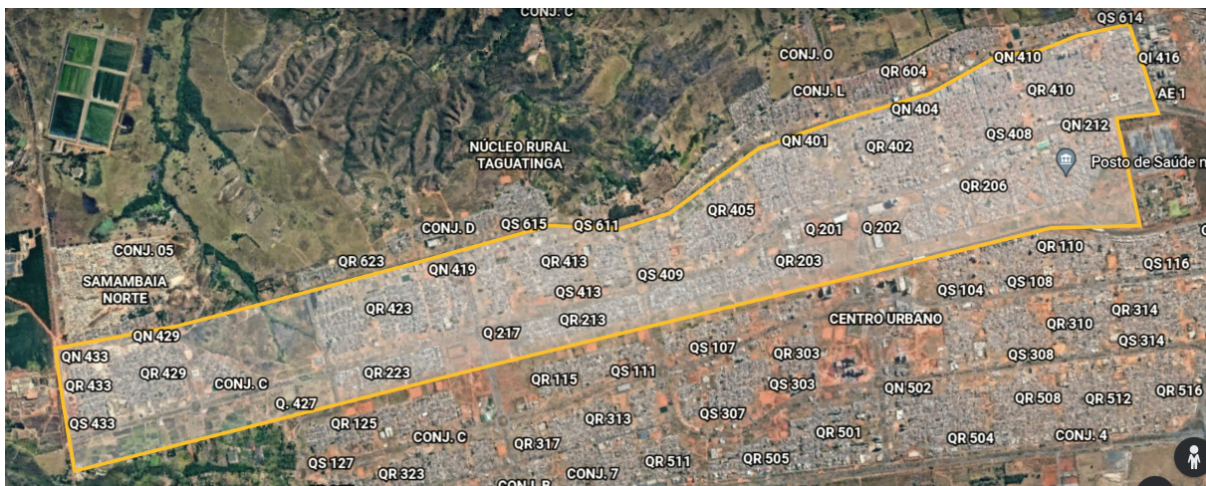 CONJ. C
QS 614
CONJ. O
QN 410
QI 416
QR 604
CONJ. L
QR 410
AE 1
QN 404
QN 212
NÚCLEO RURAL
TAGUATINGA
QN 401
QR 402
QS 408
Posto de Saúde n
QR 206
QR 405
CONJ. D
QS 615
QS 611
Q 201
Q 202
CONJ. 05
QR 110
QR 623
QN 419
QR 413
QS 409
QR 203
QS 116
SAMAMBAIA
NORTE
QS 413
QS 104
QS 108
QR 423
QR 213
CENTRO URBANO
QR 310
QR 314
QN 429
Q 217
QS 107
QS 314
QN 433
QR 303
QS 308
QR 433
QR 429
CONJ. C
QR 223
QR 115
QS 111
QS 303
QN 502
QR 508
QR 512
QR 516
Q. 427
QS 433
QR 125
CONJ. C
QR 313
QS 307
QR 501
QR 504
CONJ. 4
QR 317
QS 127
QR 323
CONJ. 7
QR 511
QR 505
CONJ. B